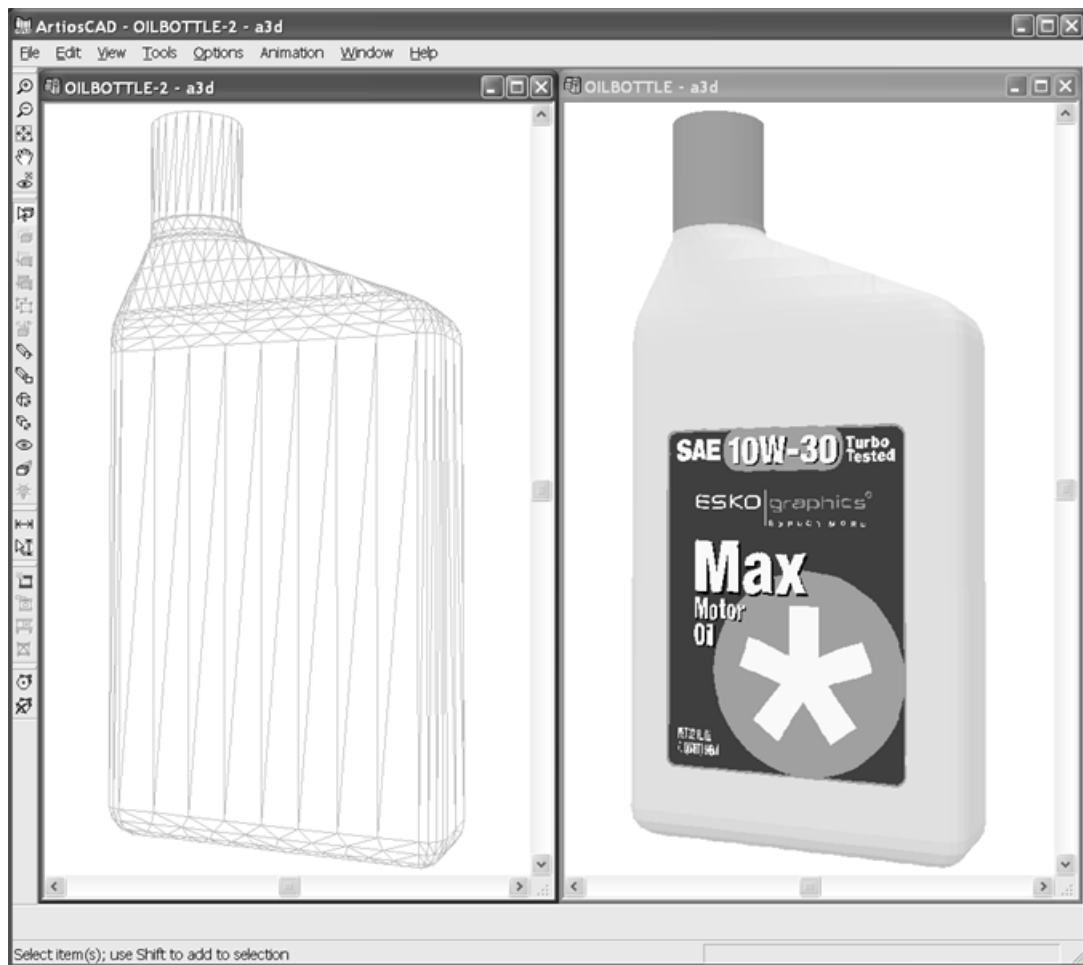 ArtiosCAD - OILBOTTLE-2 - a3d
File Edit View Tools Options Animation Window Help
OILBOTTLE-2 - a3d
OILBOTTLE - a3d
SAE 10W-30 Turbo
Tested
ESKO|graphics
Max
Motor
Oil
Select item(s); use Shift to add to selection